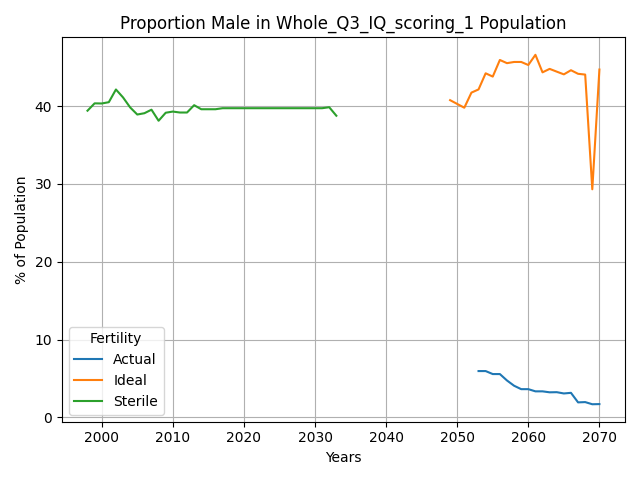 Proportion Male in Whole_Q3_IQ_scoring_1 Population
% of Population
40
30
20
10
0
Fertility
Actual
Ideal
Sterile
2000 2010 2020 2030 2040 2050 2060 2070
Years